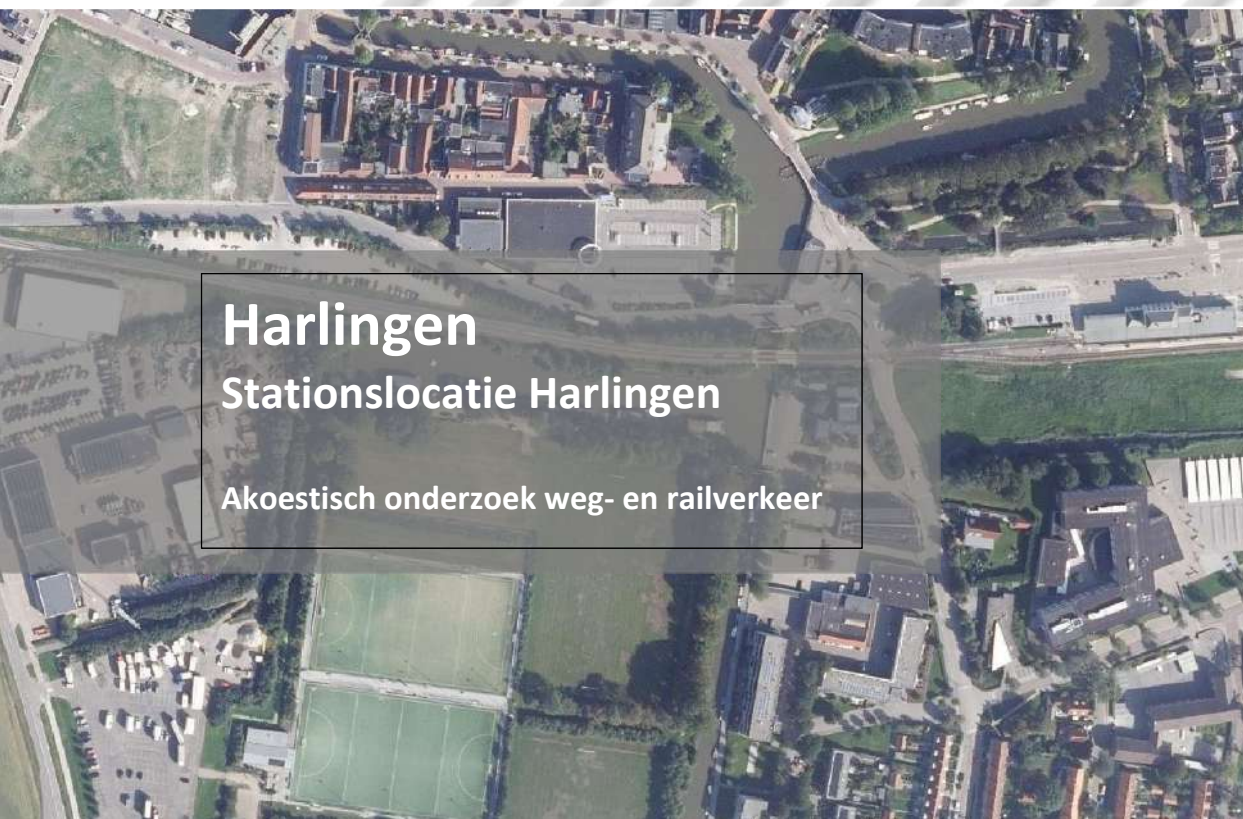 Harlingen
Stationslocatie Harlingen
Akoestisch onderzoek weg- en railverkeer